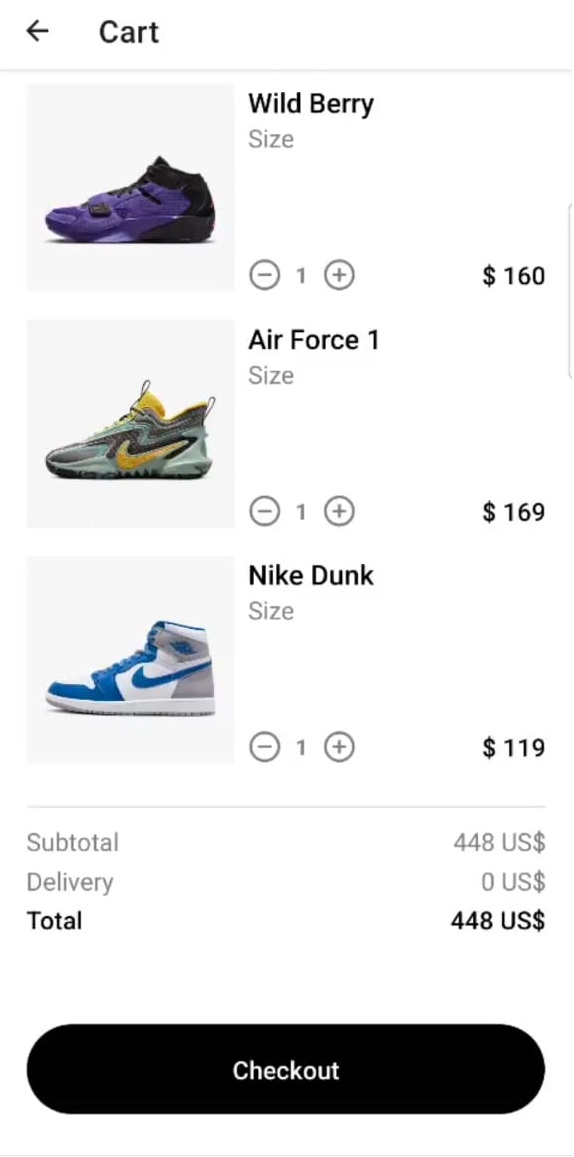 Cart
Wild Berry
Size
1
$ 160
Air Force 1
Size
1
$ 169
Nike Dunk
Size
1
$ 119
Subtotal 448 US$
Delivery 0 US$
Total 448 US$
Checkout